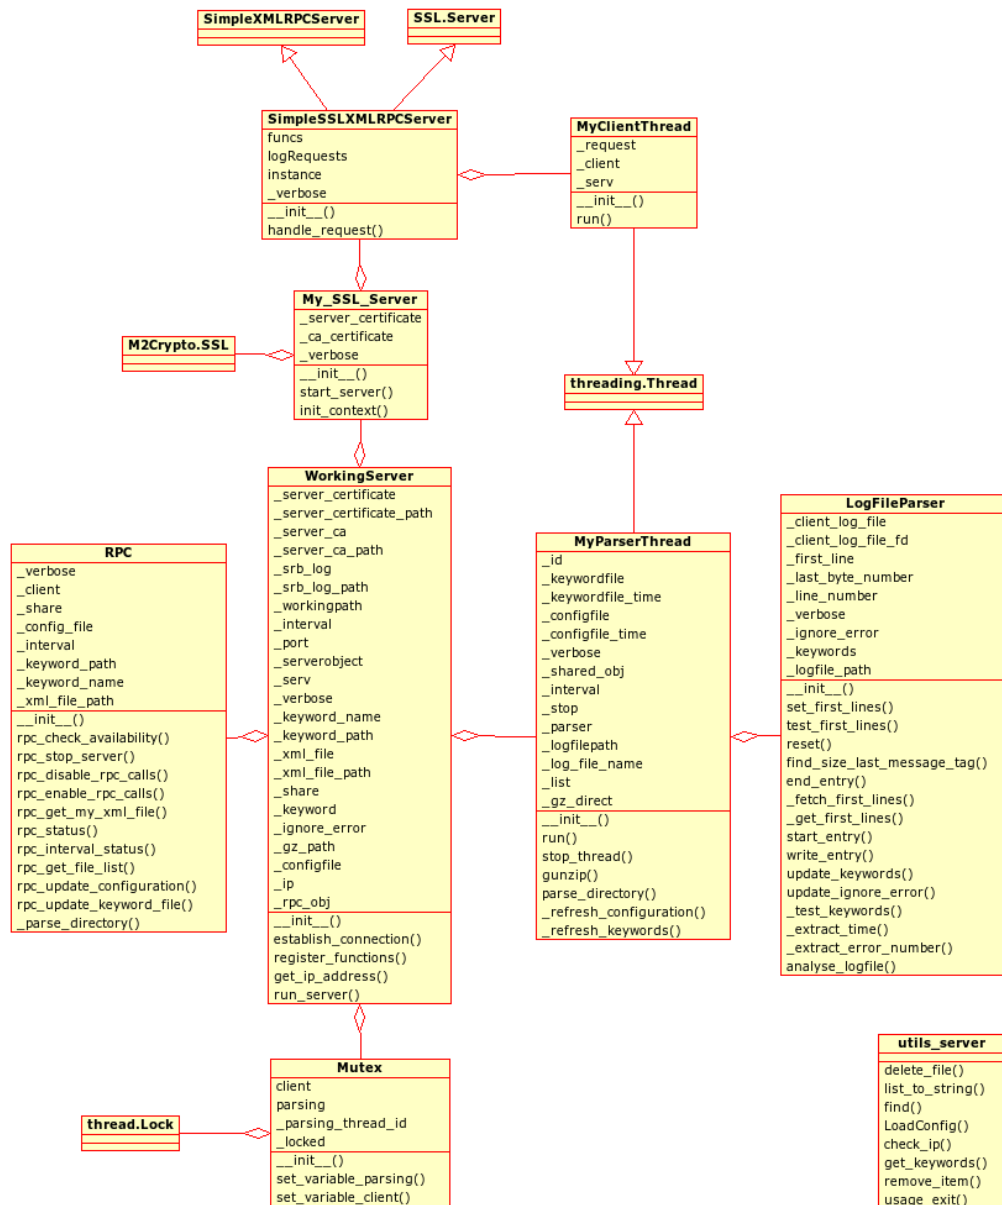 SimpleXMLRPCServer
SSL.Server
SimpleSSLXMLRPCServer
funcs
logRequests
instance
_verbose
__init__()
handle_request()
MyClientThread
_request
_client
_serv
__init__()
run()
My_SSL_Server
_server_certificate
_ca_certificate
_verbose
__init__()
start_server()
init_context()
M2Crypto.SSL
threading.Thread
WorkingServer
_server_certificate
_server_certificate_path
_server_ca
_server_ca_path
_srb_log
_srb_log_path
_workingpath
_interval
_port
_serverobject
_serv
_verbose
_keyword_name
_keyword_path
_xml_file
_xml_file_path
_share
_keyword
_ignore_error
_gz_path
_configfile
_ip
_rpc_obj
__init__()
establish_connection()
register_functions()
get_ip_address()
run_server()
RPC
_verbose
_client
_share
_config_file
_interval
_keyword_path
_keyword_name
_xml_file_path
__init__()
rpc_check_availability()
rpc_stop_server()
rpc_disable_rpc_calls()
rpc_enable_rpc_calls()
rpc_get_my_xml_file()
rpc_status()
rpc_interval_status()
rpc_get_file_list()
rpc_update_configuration()
rpc_update_keyword_file()
_parse_directory()
MyParserThread
_id
_keywordfile
_keywordfile_time
_configfile
_configfile_time
_verbose
_shared_obj
_interval
_stop
_parser
_logfilepath
_log_file_name
_list
_gz_direct
__init__()
run()
stop_thread()
gunzip()
parse_directory()
_refresh_configuration()
_refresh_keywords()
LogFileParser
_client_log_file
_client_log_file_fd
_first_line
_last_byte_number
_line_number
_verbose
_ignore_error
_keywords
_logfile_path
__init__()
set_first_lines()
test_first_lines()
reset()
find_size_last_message_tag()
end_entry()
_fetch_first_lines()
_get_first_lines()
start_entry()
write_entry()
update_keywords()
update_ignore_error()
_test_keywords()
_extract_time()
_extract_error_number()
analyse_logfile()
Mutex
client
parsing
_parsing_thread_id
_locked
__init__()
set_variable_parsing()
set_variable_client()
thread.Lock
utils_server
delete_file()
list_to_string()
find()
LoadConfig()
check_ip()
get_keywords()
remove_item()
usage_exit()